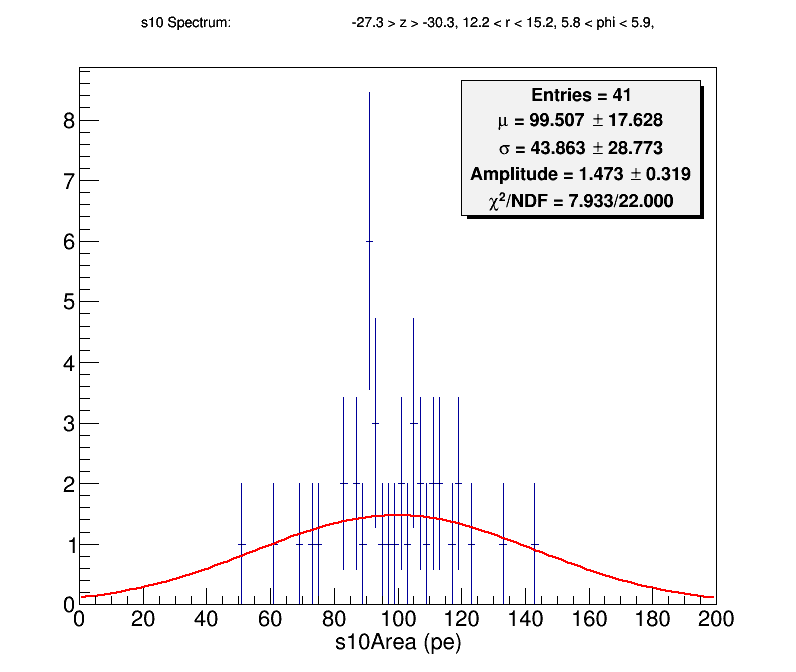 s10 Spectrum: -27.3 > z > -30.3, 12.2 < r < 15.2, 5.8 < phi < 5.9,
Entries = 41
μ = 99.507 ± 17.628
σ = 43.863 ± 28.773
Amplitude = 1.473 ± 0.319
χ²/NDF = 7.933/22.000
8
7
6
5
4
3
2
1
0
0 20 40 60 80 100 120 140 160 180 200
s10Area (pe)